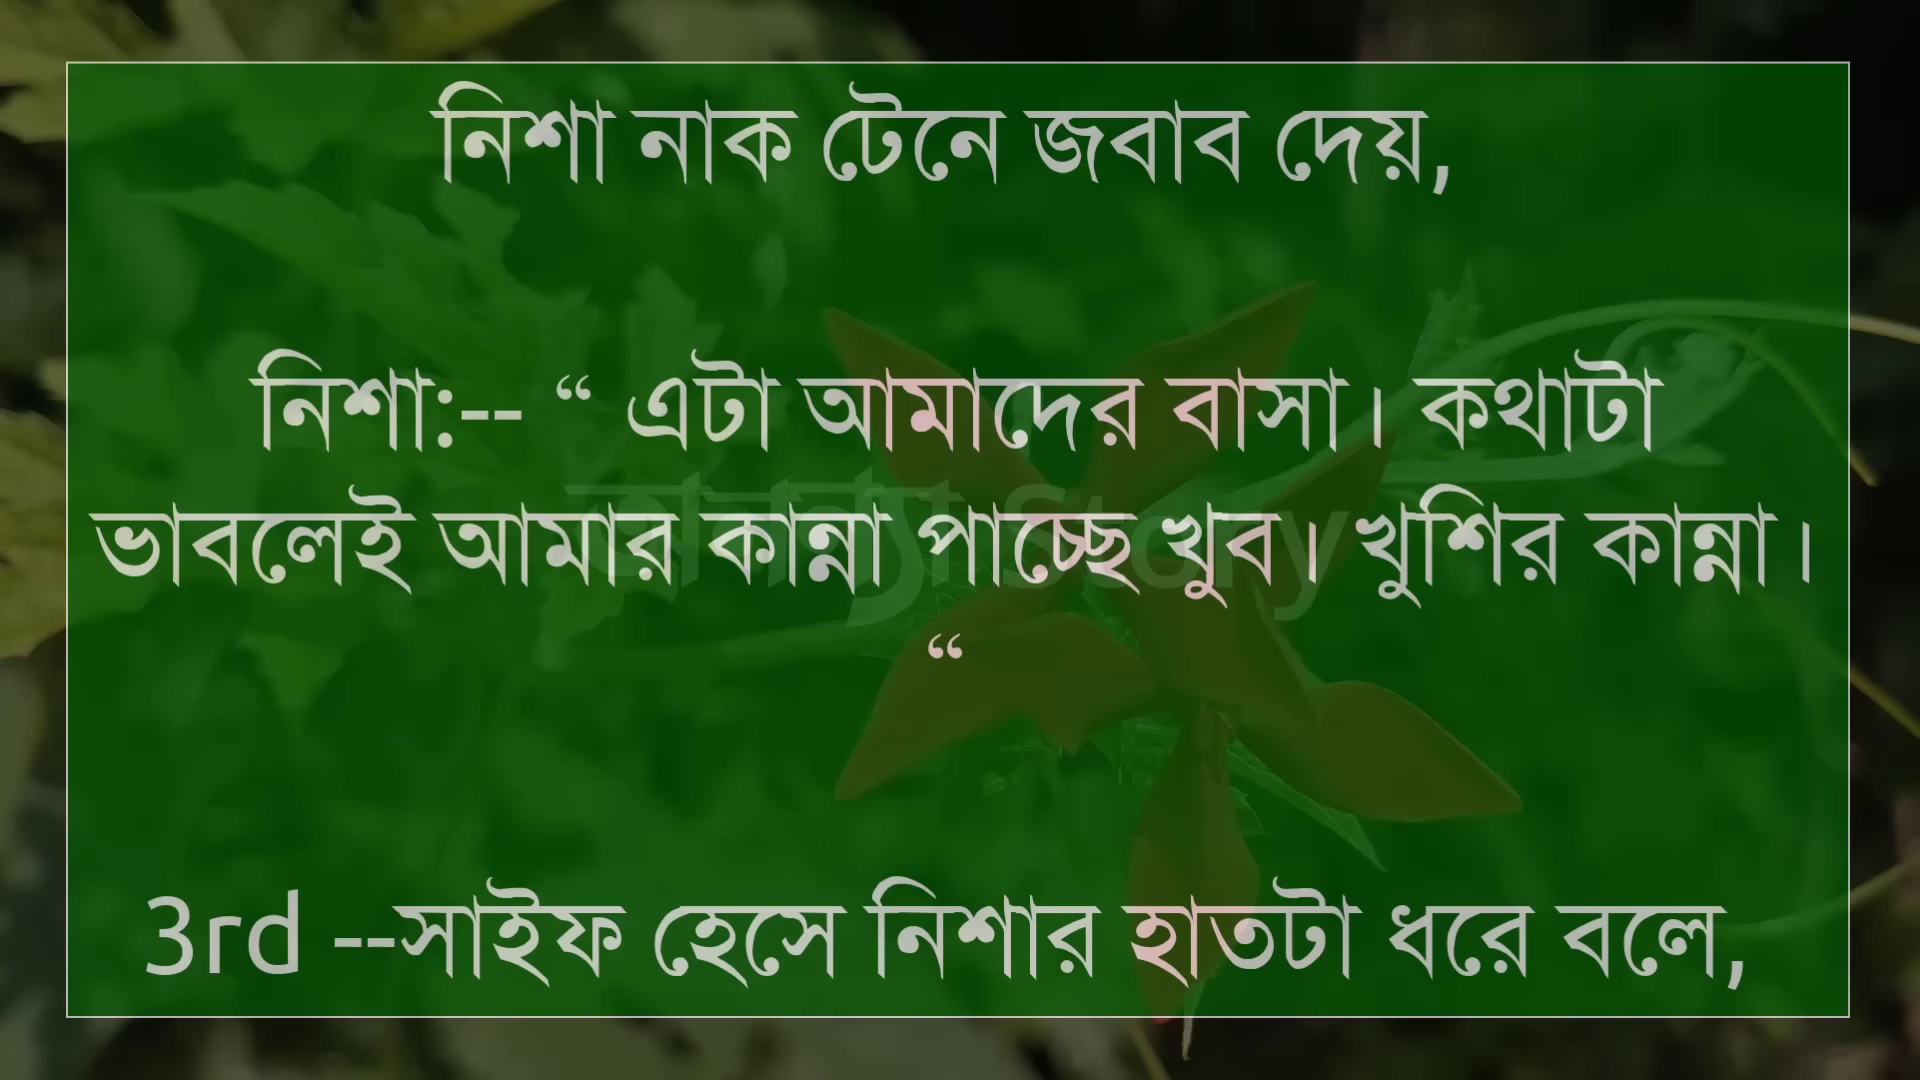 নিশা নাক টেনে জবাব দেয়,
নিশা:-- “ এটা আমাদের বাসা। কথাটা
ভাবলেই আমার কান্না পাচ্ছে খুব। খুশির কান্না।
“
3rd --সাইফ হেসে নিশার হাতটা ধরে বলে,